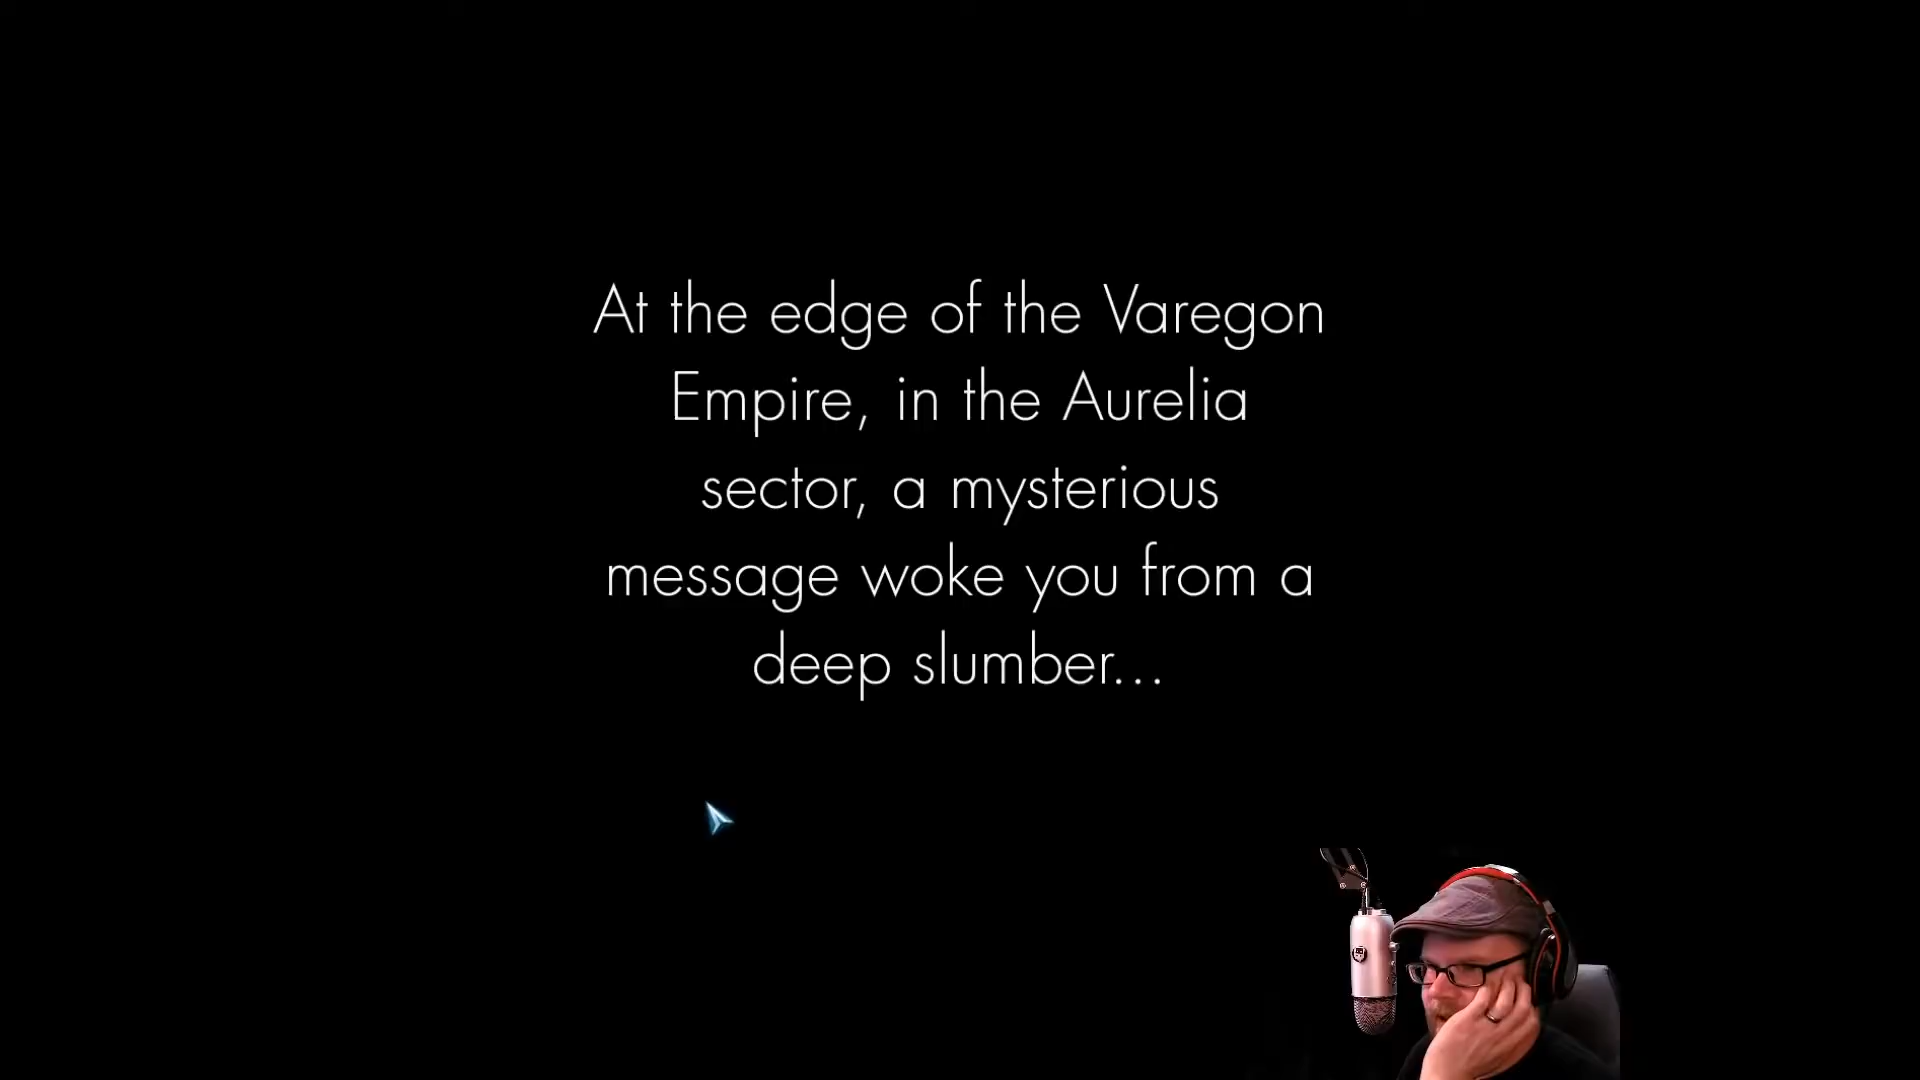 At the edge of the Varegon
Empire, in the Aurelia
sector, a mysterious
message woke you from a
deep slumber...